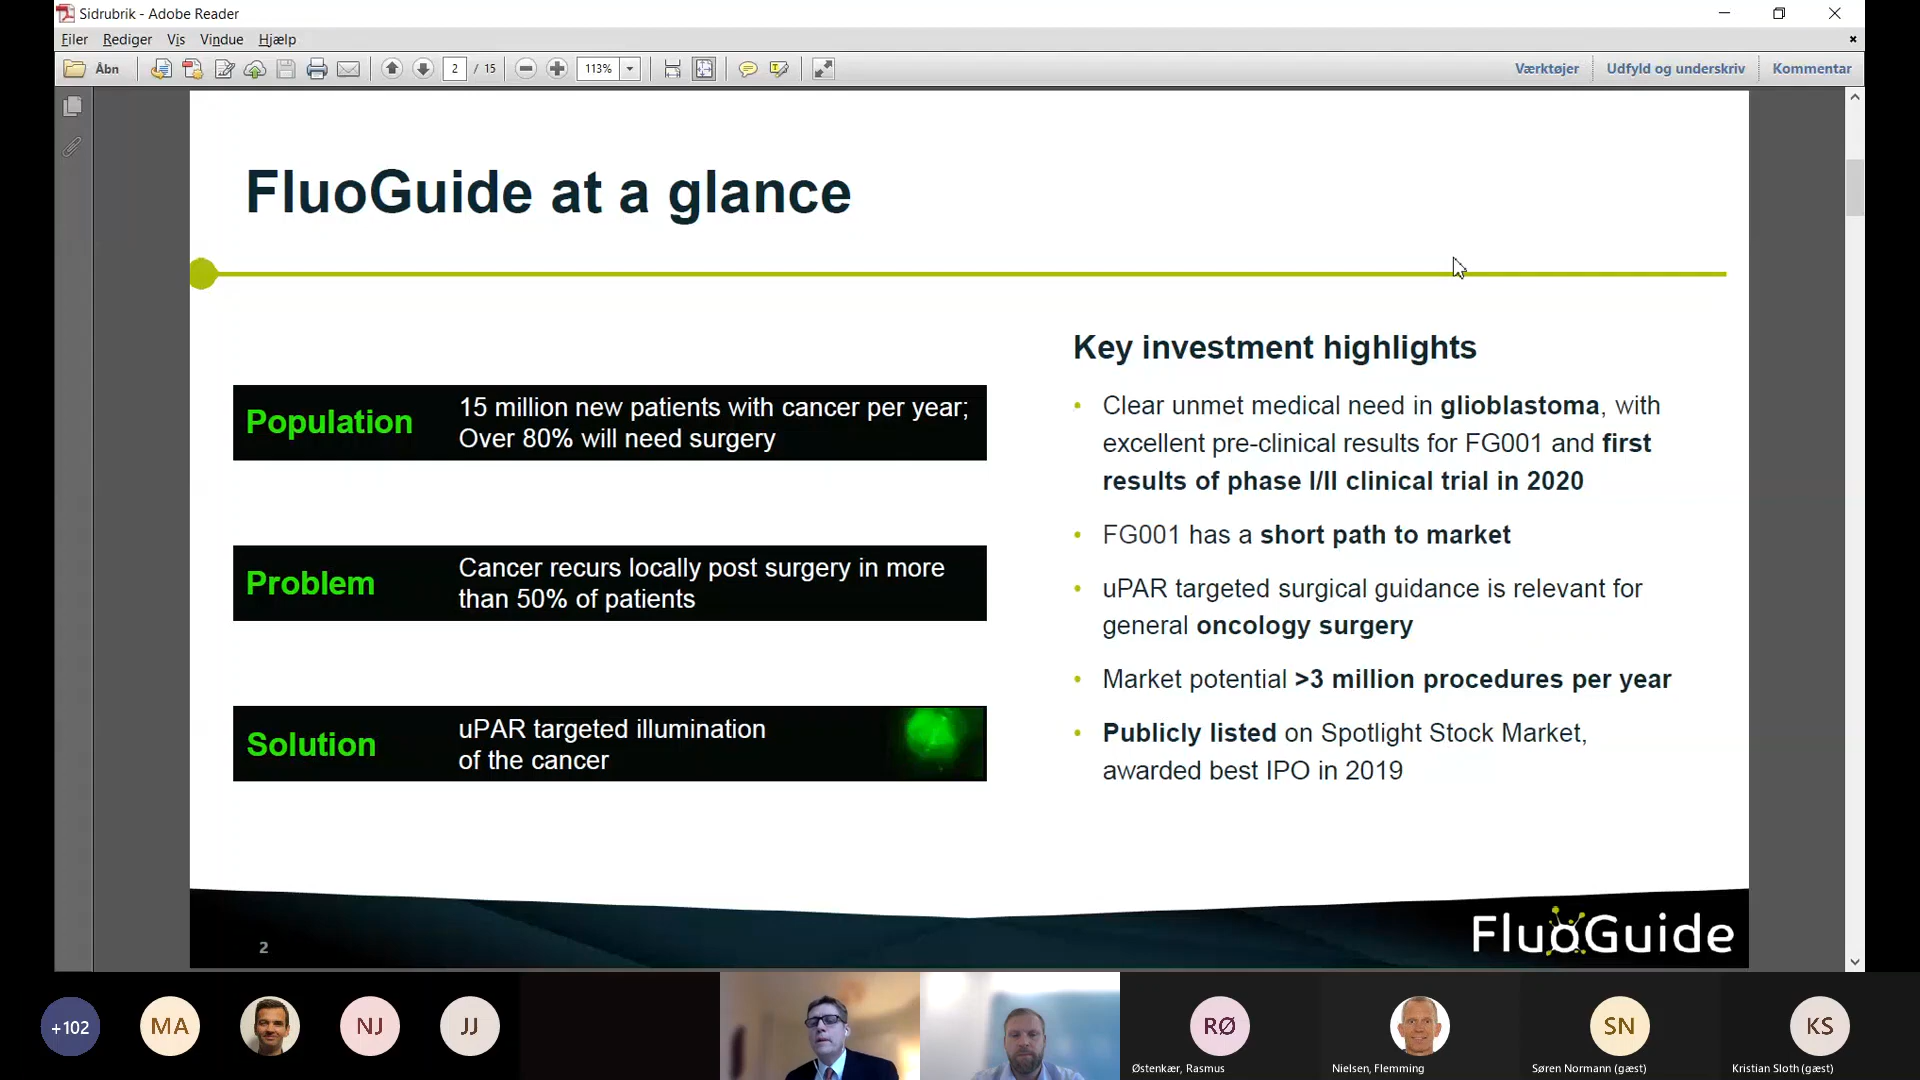 Sidrubrik - Adobe Reader
Filer Rediger Vis Vindue Hjælp
Åbn 2 / 15 113% Værktøjer Udfyld og underskriv Kommentar
FluoGuide at a glance
Population
15 million new patients with cancer per year;
Over 80% will need surgery
Problem
Cancer recurs locally post surgery in more
than 50% of patients
Solution
uPAR targeted illumination
of the cancer
Key investment highlights
• Clear unmet medical need in glioblastoma, with
excellent pre-clinical results for FG001 and first
results of phase I/II clinical trial in 2020
• FG001 has a short path to market
• uPAR targeted surgical guidance is relevant for
general oncology surgery
• Market potential >3 million procedures per year
• Publicly listed on Spotlight Stock Market,
awarded best IPO in 2019
2
FluoGuide
+102 MA NJ JJ RØ SN KS
Østenkær, Rasmus Nielsen, Flemming Søren Normann (gæst) Kristian Sloth (gæst)